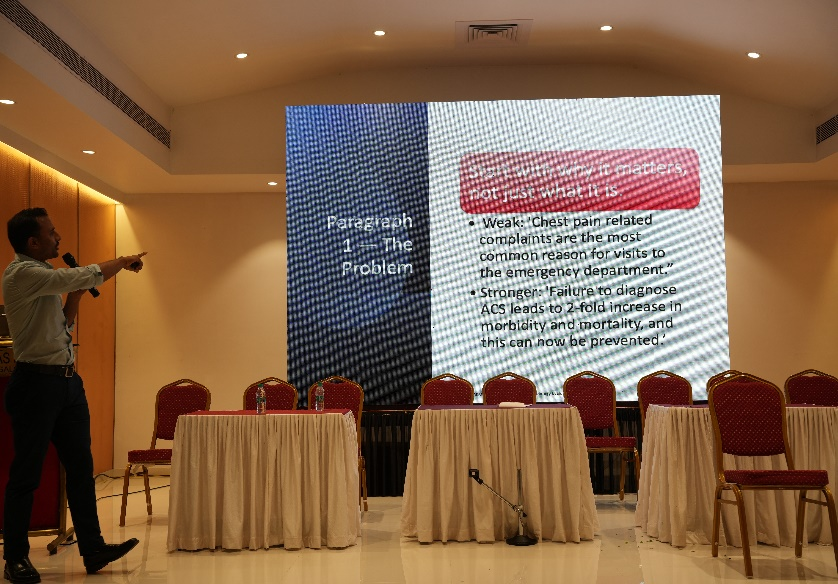 Paragraph
1 — The
Problem
Start with why it matters,
not just what it is.
• Weak: 'Chest pain related
complaints are the most
common reason for visits to
the emergency department.”
• Stronger: 'Failure to diagnose
ACS leads to 2-fold increase in
morbidity and mortality, and
this can now be prevented.'